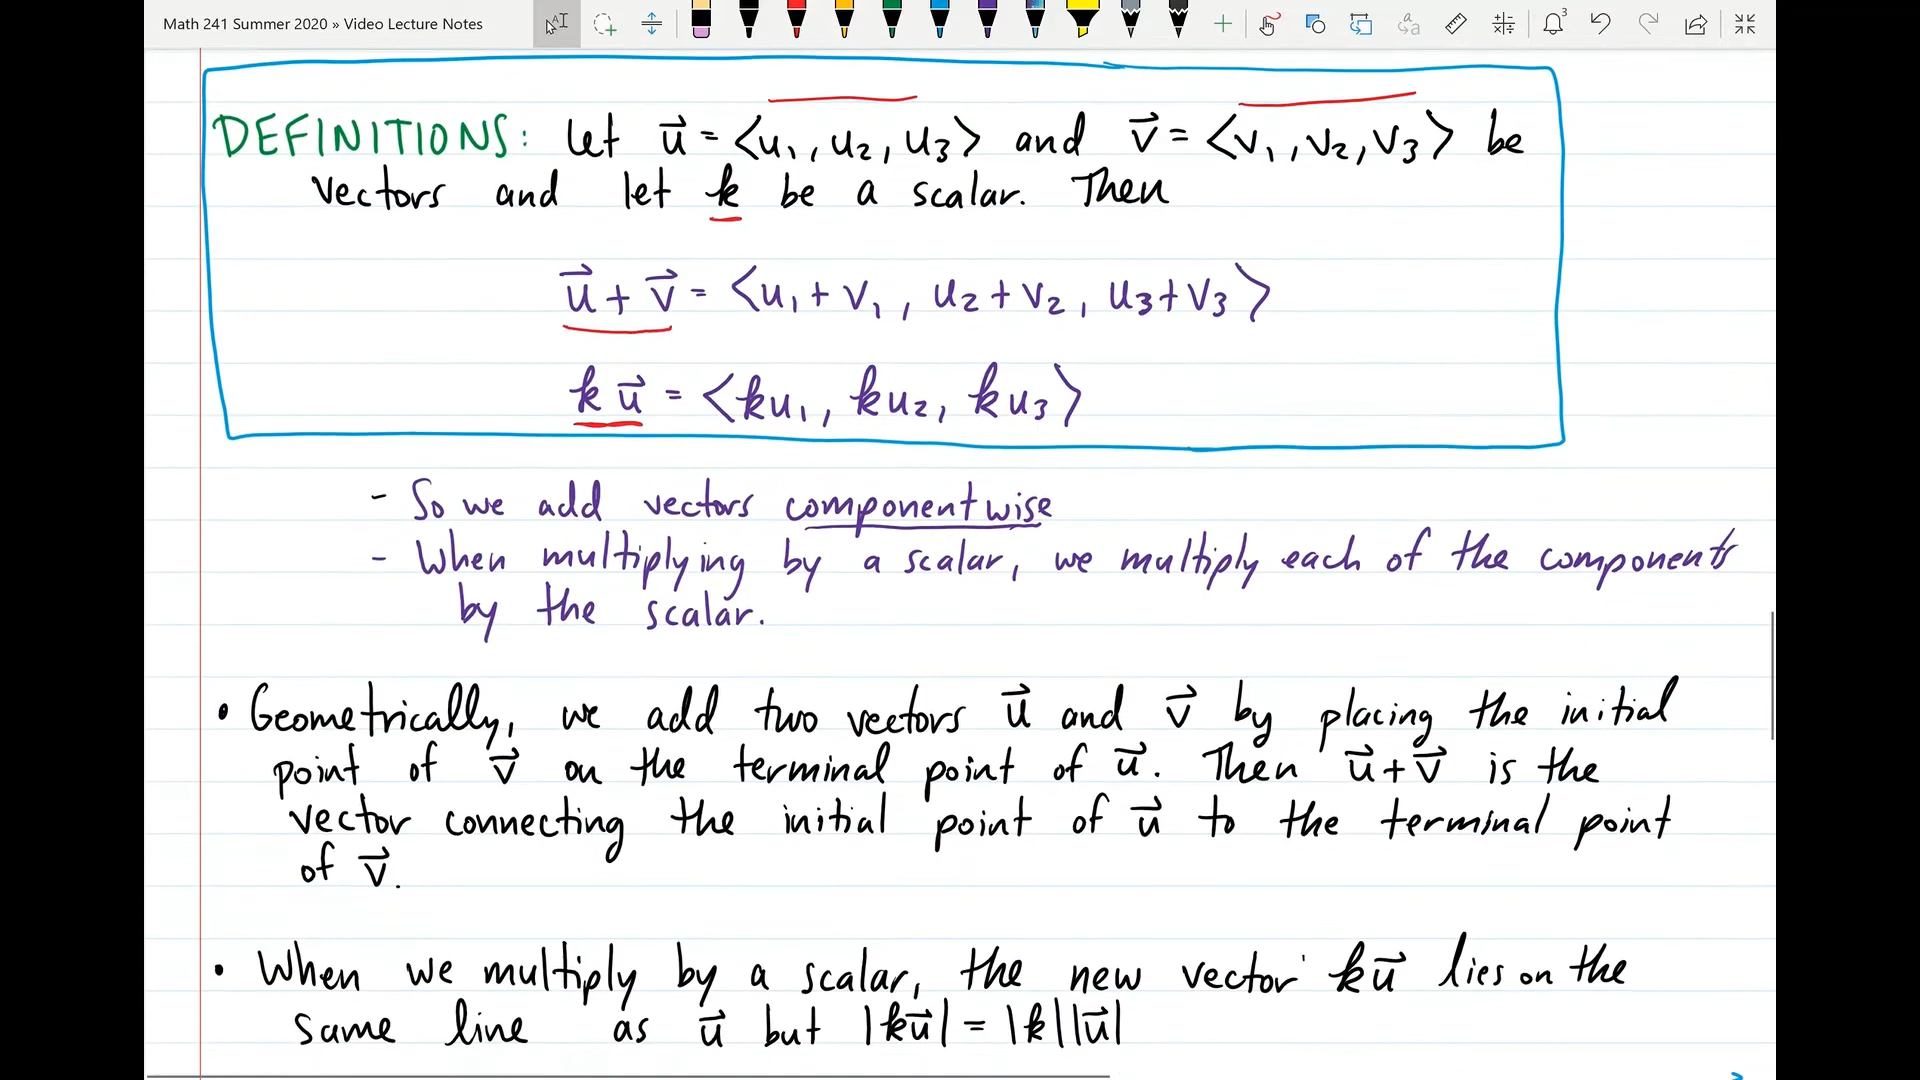 Math 241 Summer 2020 » Video Lecture Notes
3
DEFINITIONS: Let u⃗ = <u₁, u₂, u₃> and v⃗ = <v₁, v₂, v₃> be
vectors and let k be a scalar. Then
u⃗ + v⃗ = <u₁ + v₁, u₂ + v₂, u₃ + v₃>
k u⃗ = <ku₁, ku₂, ku₃>
- So we add vectors componentwise
- When multiplying by a scalar, we multiply each of the components
by the scalar.
• Geometrically, we add two vectors u⃗ and v⃗ by placing the initial
point of v⃗ on the terminal point of u⃗. Then u⃗ + v⃗ is the
vector connecting the initial point of u⃗ to the terminal point
of v⃗.
• When we multiply by a scalar, the new vector ku⃗ lies on the
same line as u⃗ but |ku⃗| = |k||u⃗|